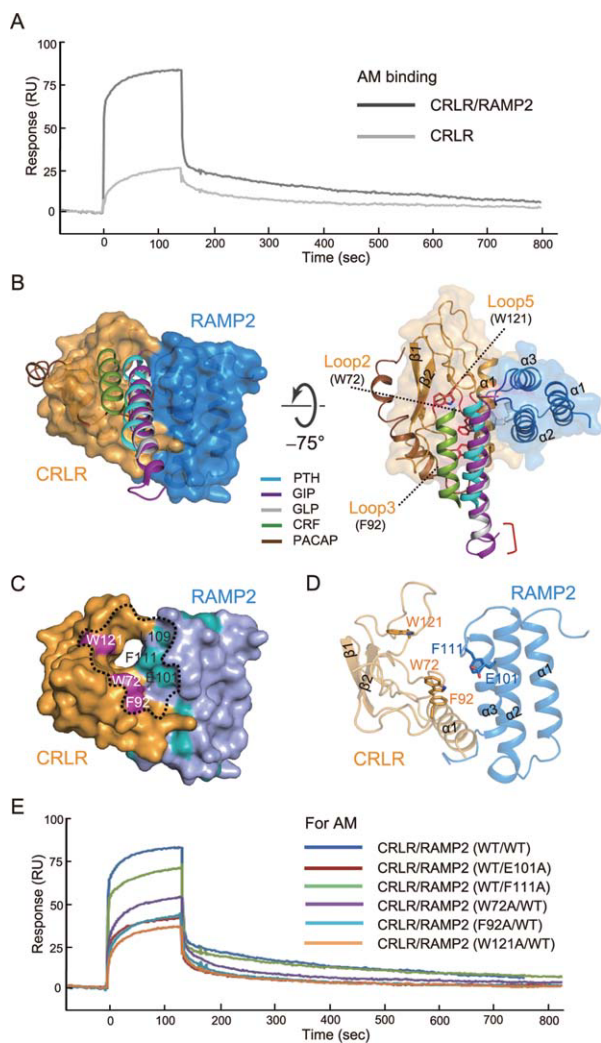 A
100
75
50
25
0
Response (RU)
AM binding
CRLR/RAMP2
CRLR
0 100 200 300 400 500 600 700 800
Time (sec)
B
RAMP2
CRLR
−75°
PTH
GIP
GLP
CRF
PACAP
Loop5
(W121)
Loop2
(W72)
Loop3
(F92)
β1
β2
α1
α3
α1
α2
C
RAMP2
W121
L109
F111
E101
W72
F92
CRLR
D
RAMP2
W121
F111
β1
β2
W72
E101
F92
α1
α3
α2
α1
CRLR
E
100
75
50
25
0
Response (RU)
For AM
CRLR/RAMP2 (WT/WT)
CRLR/RAMP2 (WT/E101A)
CRLR/RAMP2 (WT/F111A)
CRLR/RAMP2 (W72A/WT)
CRLR/RAMP2 (F92A/WT)
CRLR/RAMP2 (W121A/WT)
0 100 200 300 400 500 600 700 800
Time (sec)